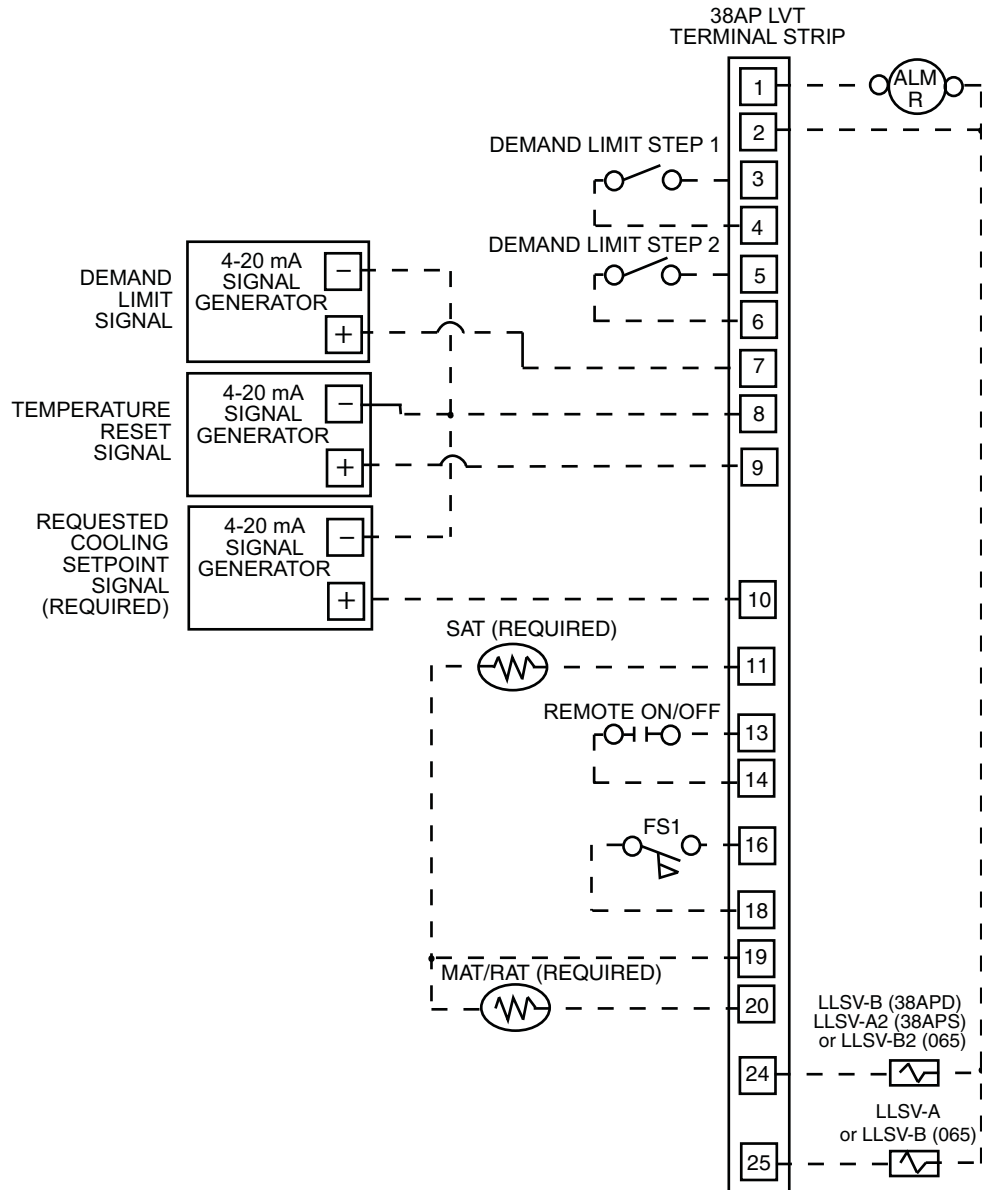 38AP LVT
TERMINAL STRIP
1
ALM
R
2
DEMAND LIMIT STEP 1
3
4
DEMAND LIMIT STEP 2
5
6
DEMAND
LIMIT
SIGNAL
4-20 mA
SIGNAL
GENERATOR
−
+
7
TEMPERATURE
RESET
SIGNAL
4-20 mA
SIGNAL
GENERATOR
−
+
8
9
REQUESTED
COOLING
SETPOINT
SIGNAL
(REQUIRED)
4-20 mA
SIGNAL
GENERATOR
−
+
10
SAT (REQUIRED)
11
REMOTE ON/OFF
13
14
FS1
16
18
19
MAT/RAT (REQUIRED)
20
LLSV-B (38APD)
LLSV-A2 (38APS)
or LLSV-B2 (065)
24
LLSV-A
or LLSV-B (065)
25